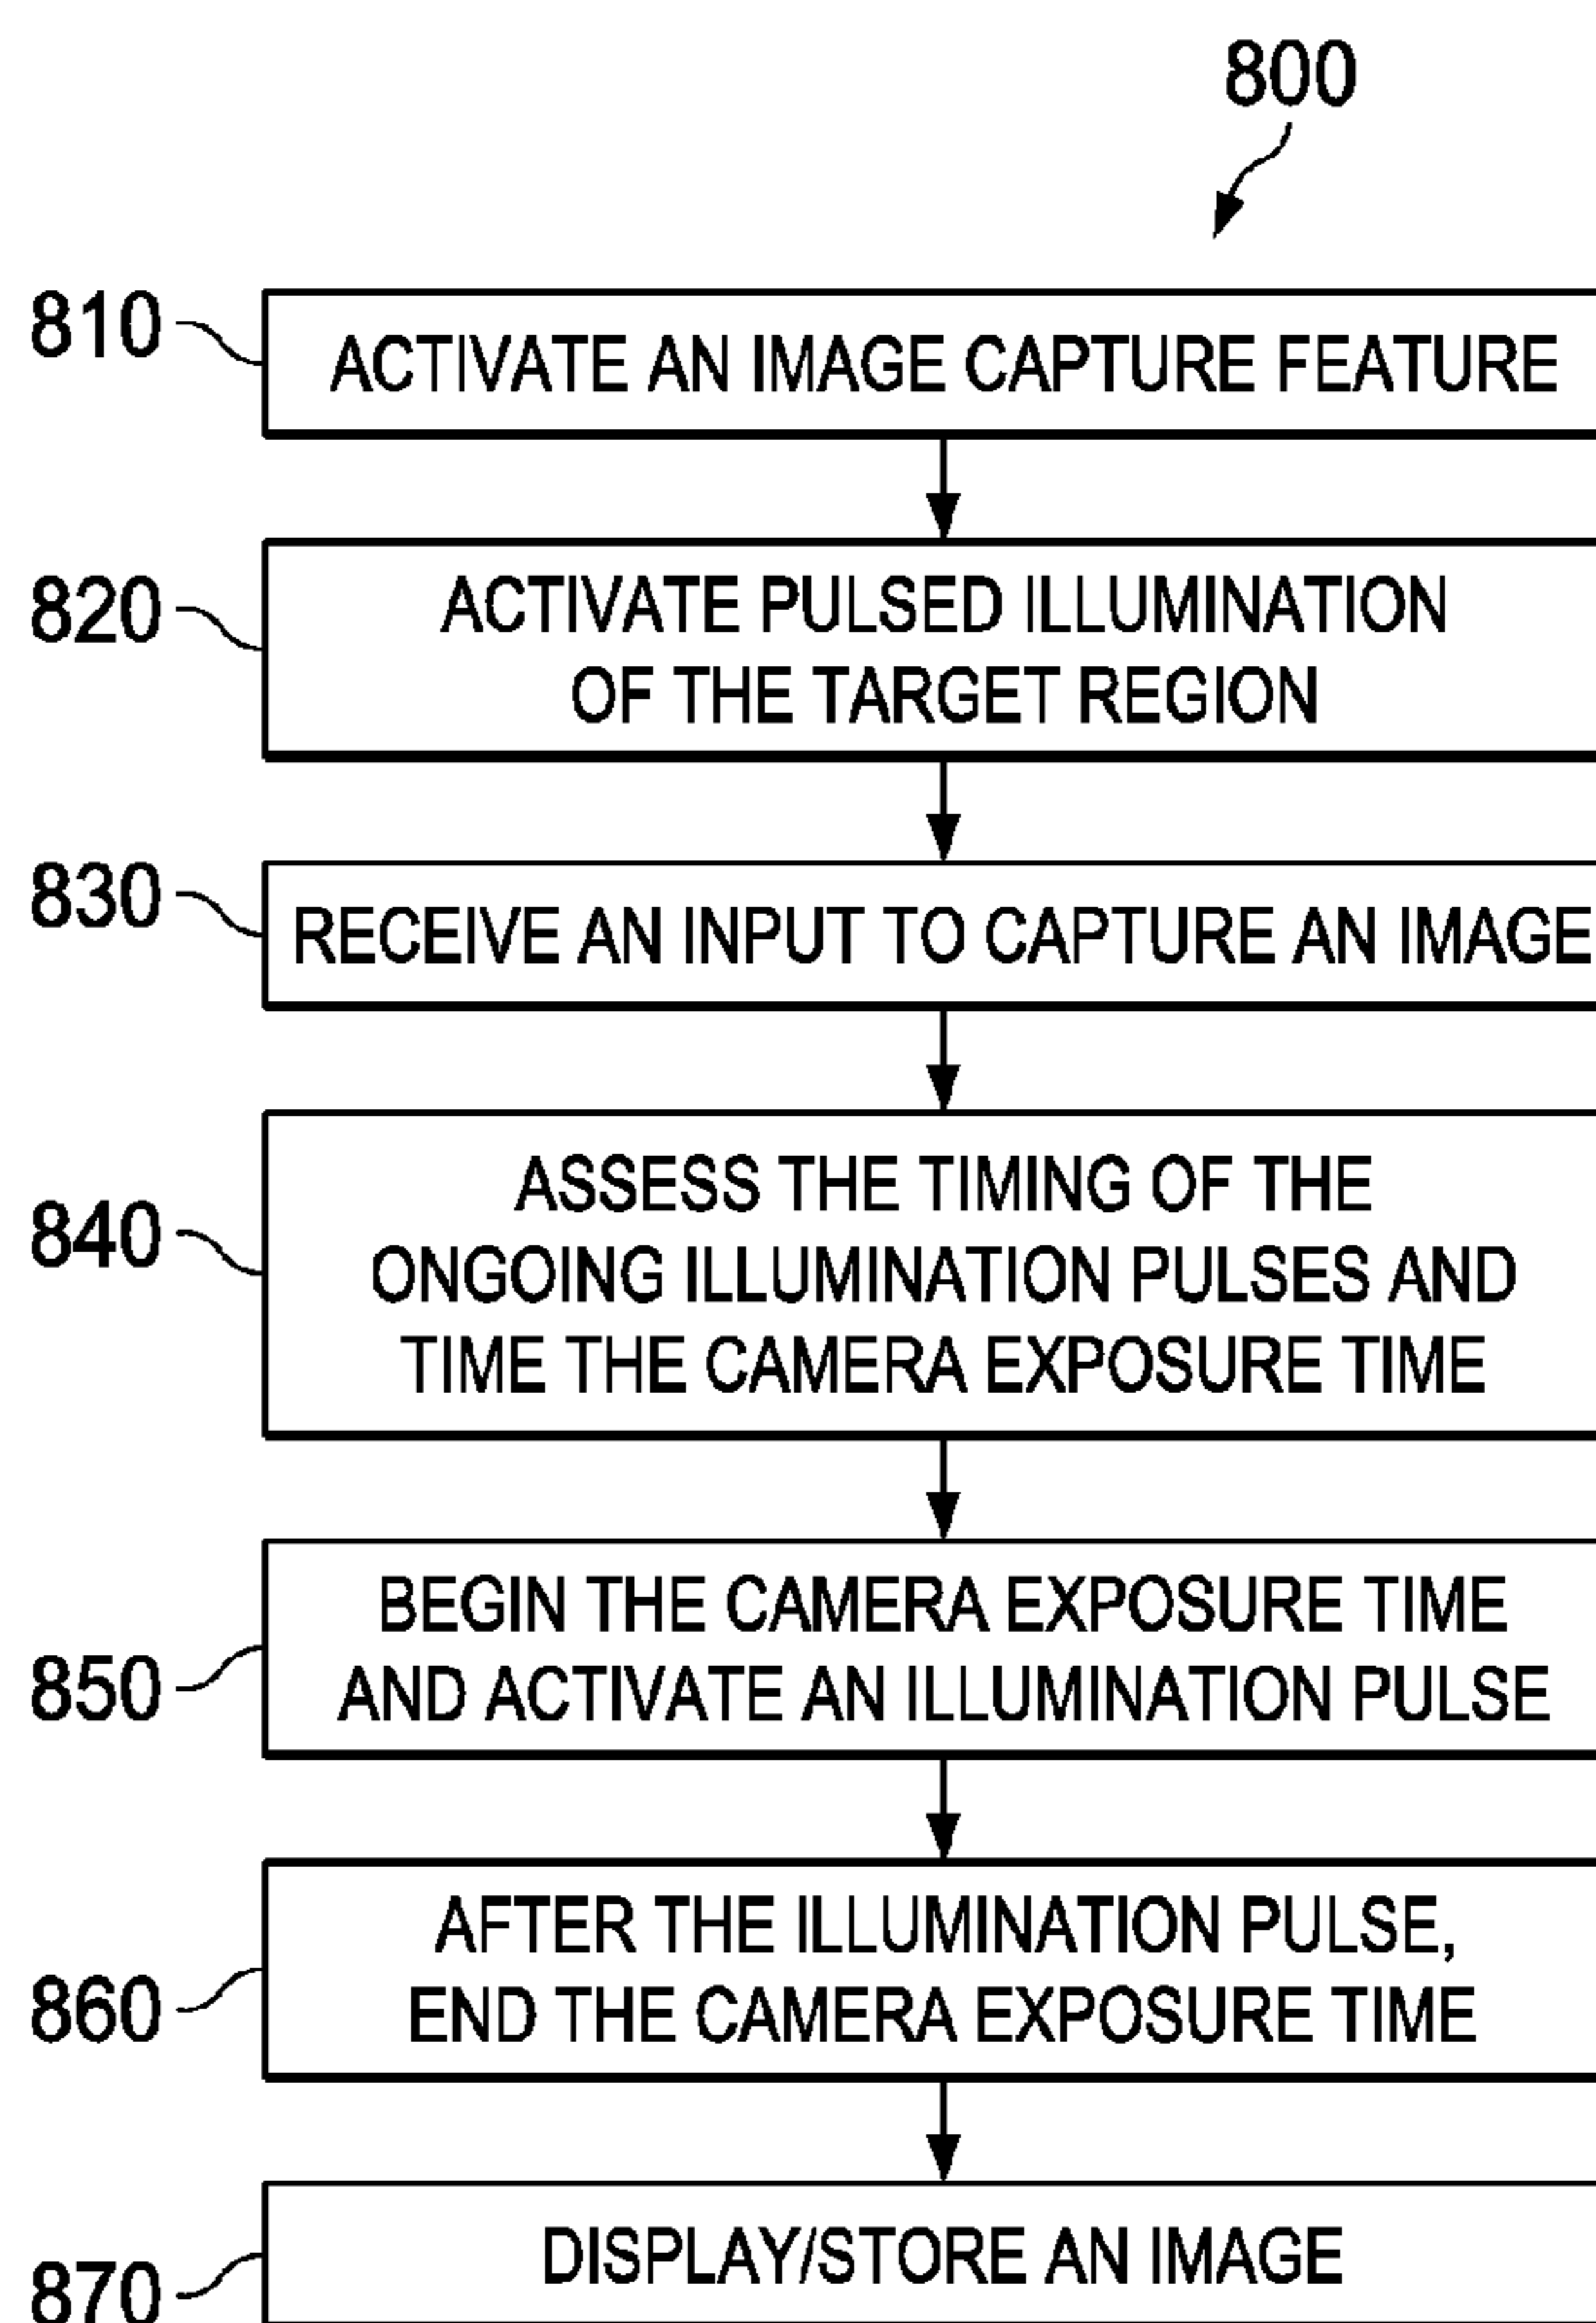 800
810
ACTIVATE AN IMAGE CAPTURE FEATURE
820
ACTIVATE PULSED ILLUMINATION
OF THE TARGET REGION
830
RECEIVE AN INPUT TO CAPTURE AN IMAGE
840
ASSESS THE TIMING OF THE
ONGOING ILLUMINATION PULSES AND
TIME THE CAMERA EXPOSURE TIME
850
BEGIN THE CAMERA EXPOSURE TIME
AND ACTIVATE AN ILLUMINATION PULSE
860
AFTER THE ILLUMINATION PULSE,
END THE CAMERA EXPOSURE TIME
870
DISPLAY/STORE AN IMAGE